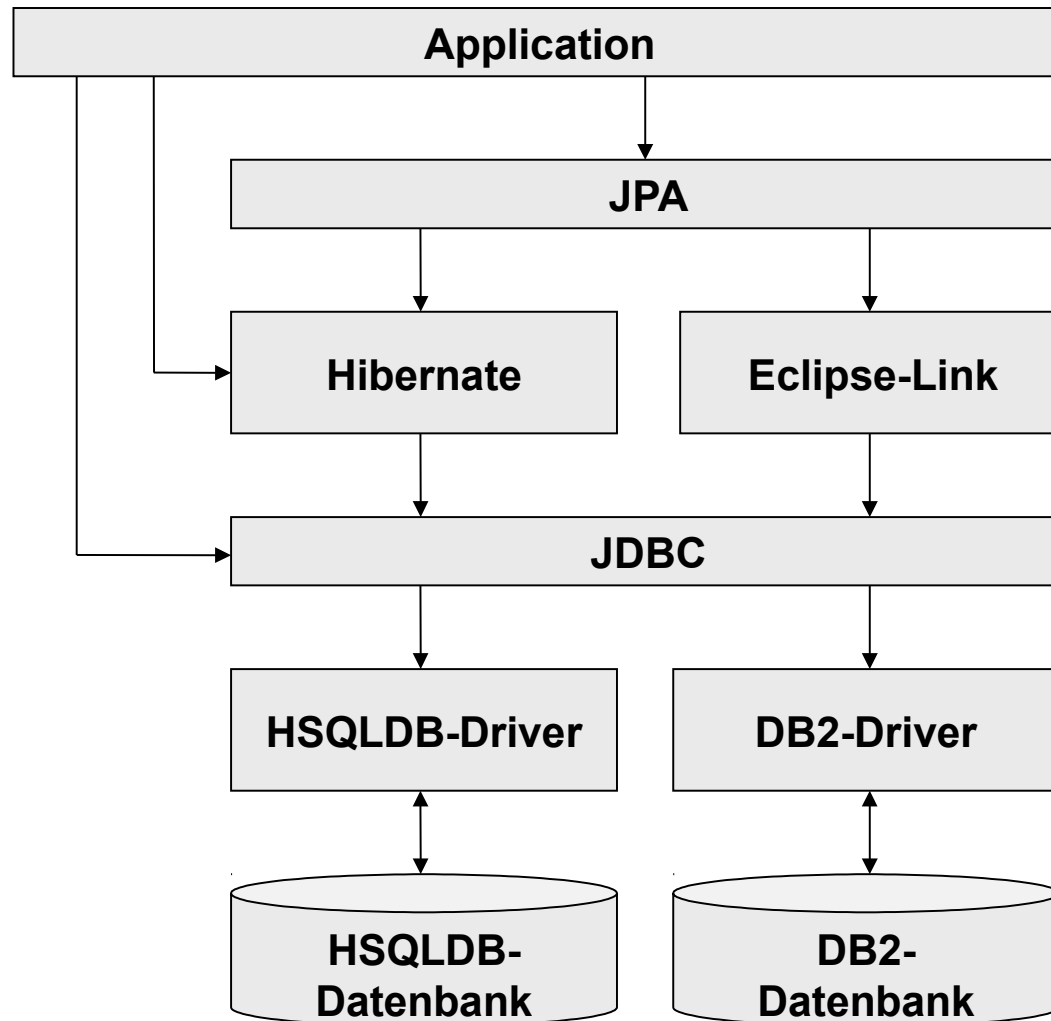 Application
JPA
Hibernate
Eclipse-Link
JDBC
HSQLDB-Driver
DB2-Driver
HSQLDB-
Datenbank
DB2-
Datenbank